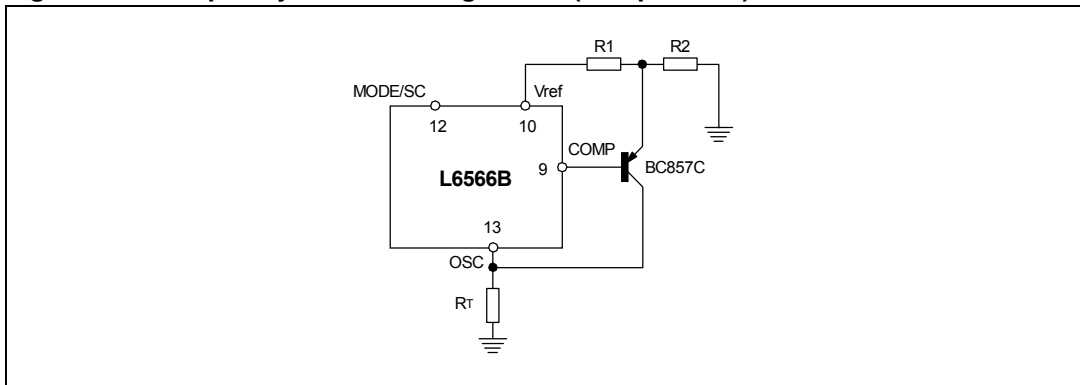 R1 R2
MODE/SC Vref
12 10
COMP
9 BC857C
L6566B
13
OSC
RT